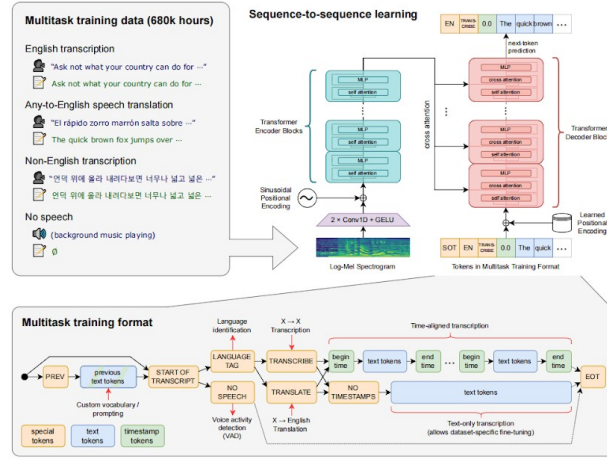 Multitask training data (680k hours)
English transcription
"Ask not what your country can do for ⋯"
Ask not what your country can do for ⋯
Any-to-English speech translation
"El rápido zorro marrón salta sobre ⋯"
The quick brown fox jumps over ⋯
Non-English transcription
"언덕 위에 올라 내려다보면 너무나 넓고 넓은 ⋯"
언덕 위에 올라 내려다보면 너무나 넓고 넓은 ⋯
No speech
(background music playing)
∅
Sequence-to-sequence learning
EN TRANS CRIBE 0.0 The quick brown ⋯
next-token
prediction
MLP
self attention
MLP
self attention
MLP
self attention
Transformer
Encoder Blocks
cross attention
MLP
cross attention
self attention
MLP
cross attention
self attention
MLP
cross attention
self attention
Transformer
Decoder Block
Sinusoidal
Positional
Encoding
2 × Conv1D + GELU
Log-Mel Spectrogram
Learned
Positional
Encoding
SOT EN TRANS CRIBE 0.0 The quick ⋯
Tokens in Multitask Training Format
Multitask training format
Language
identification
X → X
Transcription
Time-aligned transcription
PREV
previous
text tokens
START OF
TRANSCRIPT
LANGUAGE
TAG
TRANSCRIBE
begin
time
text tokens
end
time
⋯
begin
time
text tokens
end
time
EOT
NO
SPEECH
TRANSLATE
NO
TIMESTAMPS
text tokens
Custom vocabulary /
prompting
Voice activity
detection
(VAD)
X → English
Translation
Text-only transcription
(allows dataset-specific fine-tuning)
special
tokens
text
tokens
timestamp
tokens